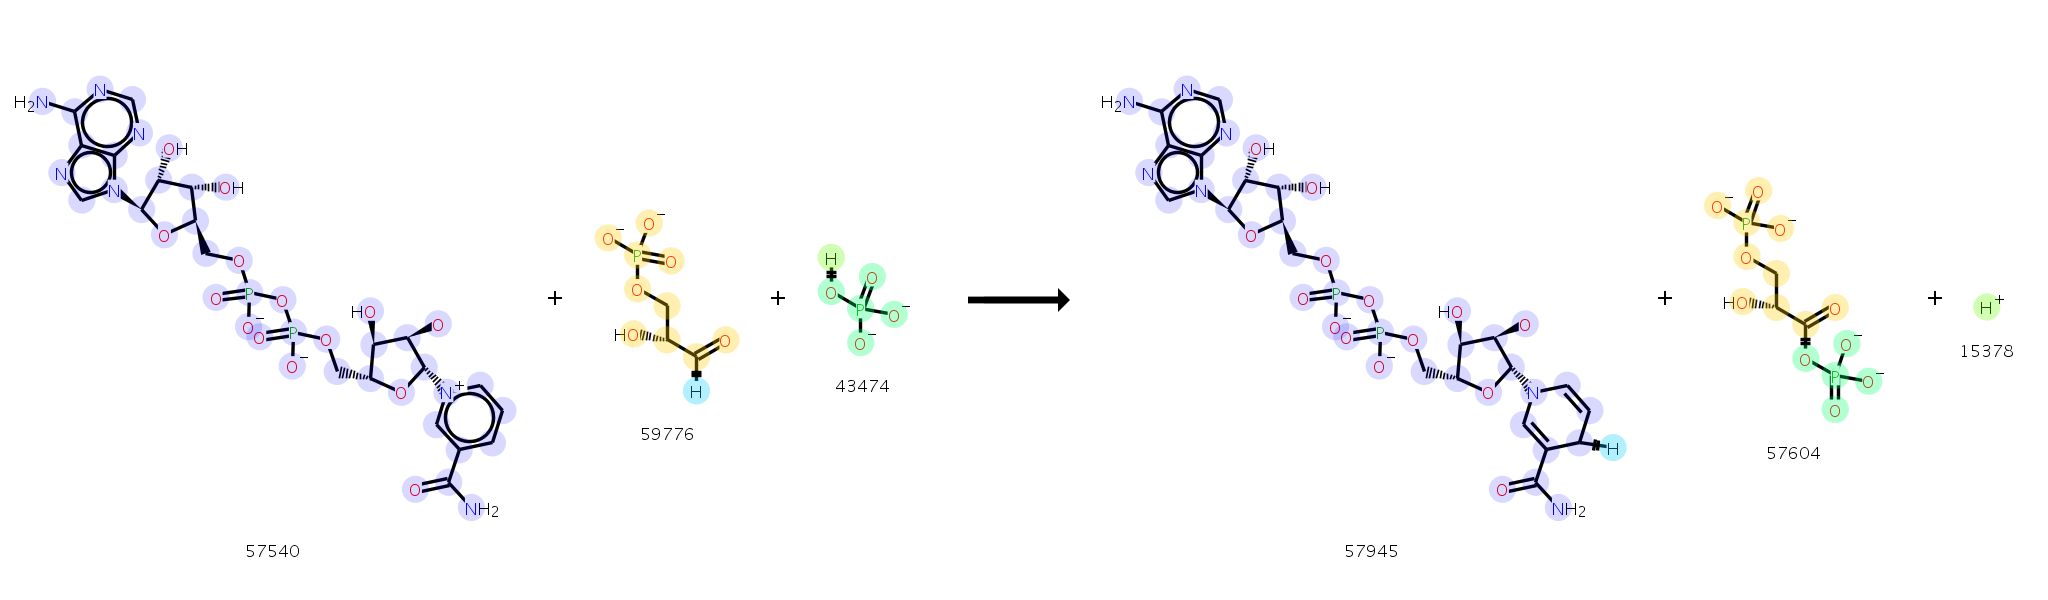 H₂N N N N N OH OH O O O P O O⁻ O P O O⁻ O HO O O N⁺ O NH₂
57540
+
O⁻ O⁻ P O O HO O H
59776
+
H O O P O⁻ O⁻
43474
H₂N N N N N OH OH O O O P O O⁻ O P O O⁻ O HO O O N H O NH₂
57945
+
O O⁻ P O⁻ O HO O O O⁻ P O⁻ O
57604
+
H⁺
15378